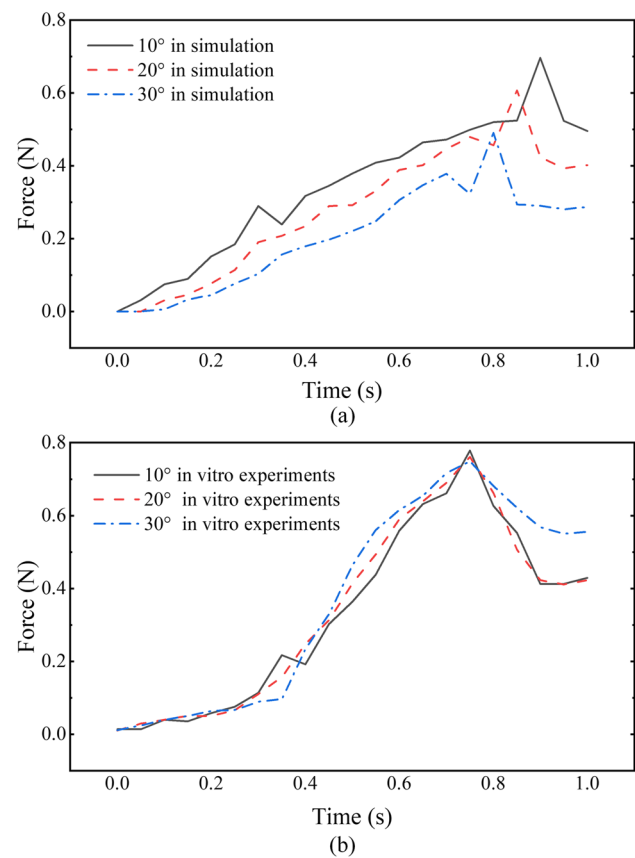 0.8
10° in simulation
20° in simulation
30° in simulation
0.6
0.4
0.2
0.0
Force (N)
0.0 0.2 0.4 0.6 0.8 1.0
Time (s)
(a)
0.8
10° in vitro experiments
20° in vitro experiments
30° in vitro experiments
0.6
0.4
0.2
0.0
Force (N)
0.0 0.2 0.4 0.6 0.8 1.0
Time (s)
(b)